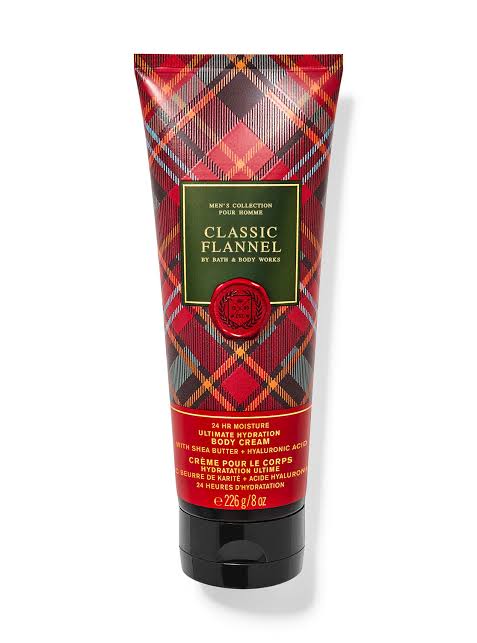 MEN'S COLLECTION
POUR HOMME
CLASSIC
FLANNEL
BY BATH & BODY WORKS
24 HR MOISTURE
ULTIMATE HYDRATION
BODY CREAM
WITH SHEA BUTTER + HYALURONIC ACID
CRÈME POUR LE CORPS
HYDRATATION ULTIME
BEURRE DE KARITÉ + ACIDE
24 HEURES D'HYDRATATION
e 226 g/8 oz